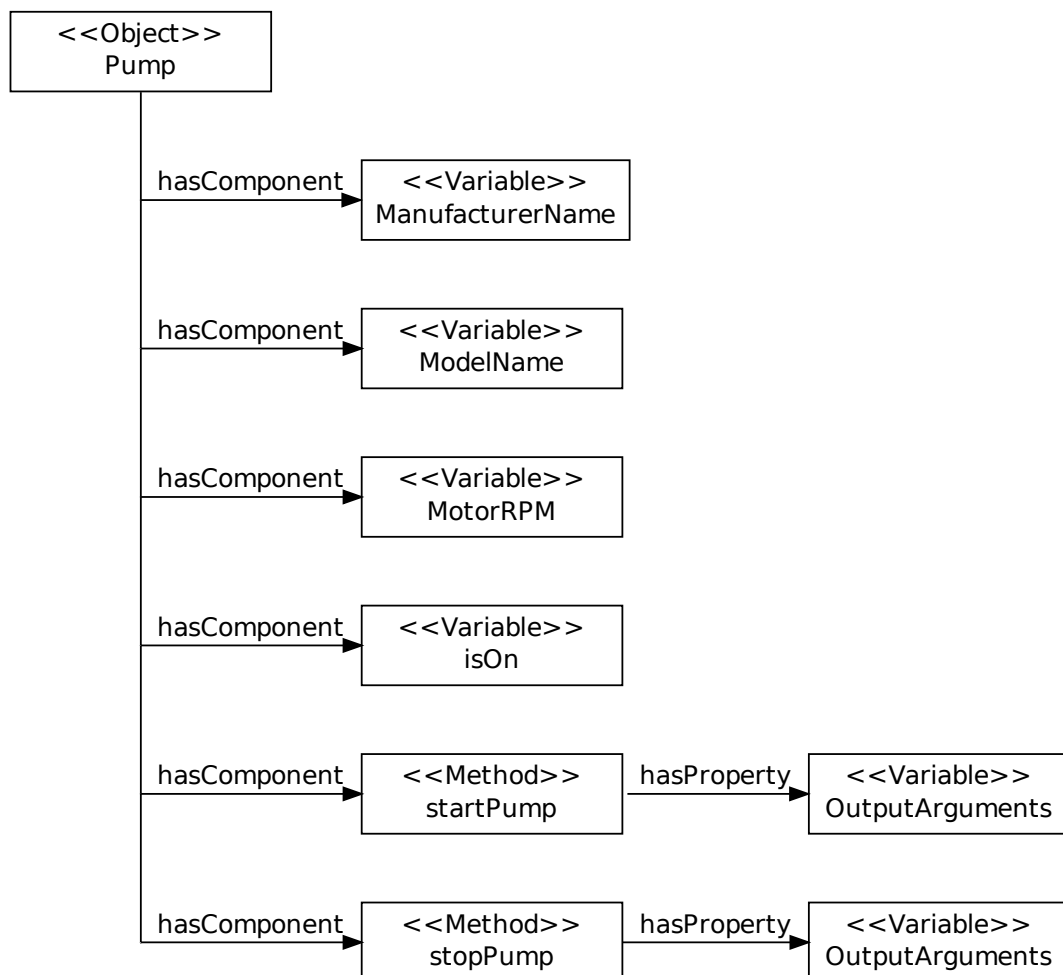 <<Object>>
Pump
hasComponent
<<Variable>>
ManufacturerName
hasComponent
<<Variable>>
ModelName
hasComponent
<<Variable>>
MotorRPM
hasComponent
<<Variable>>
isOn
hasComponent
<<Method>>
startPump
hasProperty
<<Variable>>
OutputArguments
hasComponent
<<Method>>
stopPump
hasProperty
<<Variable>>
OutputArguments